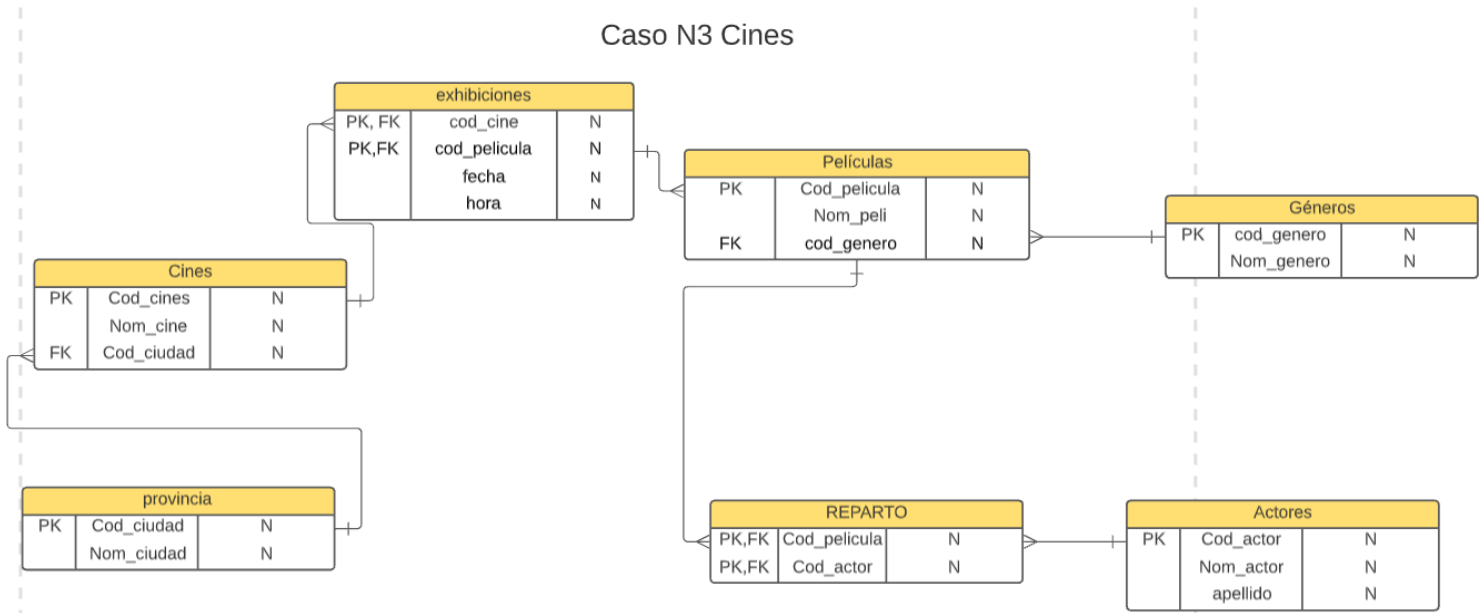 Caso N3 Cines
exhibiciones
PK, FK cod_cine N
PK,FK cod_pelicula N
fecha N
hora N
Películas
PK Cod_pelicula N
Nom_peli N
FK cod_genero N
Géneros
PK cod_genero N
Nom_genero N
Cines
PK Cod_cines N
Nom_cine N
FK Cod_ciudad N
provincia
PK Cod_ciudad N
Nom_ciudad N
REPARTO
PK,FK Cod_pelicula N
PK,FK Cod_actor N
Actores
PK Cod_actor N
Nom_actor N
apellido N